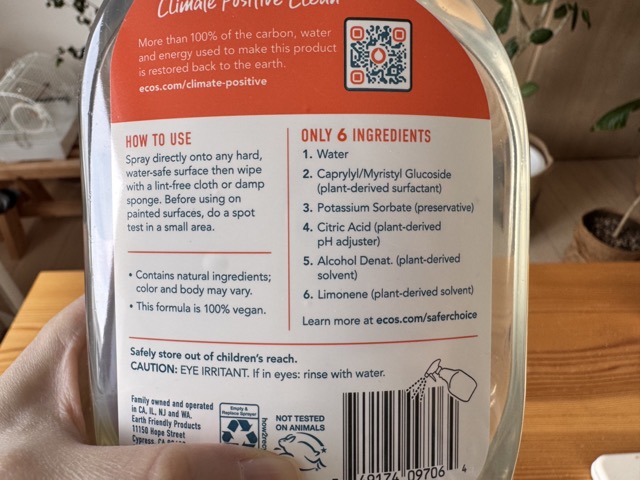 Climate Positive Clean
More than 100% of the carbon, water
and energy used to make this product
is restored back to the earth.
ecos.com/climate-positive
HOW TO USE
Spray directly onto any hard,
water-safe surface then wipe
with a lint-free cloth or damp
sponge. Before using on
painted surfaces, do a spot
test in a small area.
• Contains natural ingredients;
color and body may vary.
• This formula is 100% vegan.
ONLY 6 INGREDIENTS
1. Water
2. Caprylyl/Myristyl Glucoside
(plant-derived surfactant)
3. Potassium Sorbate (preservative)
4. Citric Acid (plant-derived
pH adjuster)
5. Alcohol Denat. (plant-derived
solvent)
6. Limonene (plant-derived solvent)
Learn more at ecos.com/saferchoice
Safely store out of children's reach.
CAUTION: EYE IRRITANT. If in eyes: rinse with water.
Family owned and operated
in CA, IL, NJ and WA.
Earth Friendly Products
11150 Hope Street
Cypress, CA
Empty &
Replace Sprayer
NOT TESTED
ON ANIMALS
09706 4